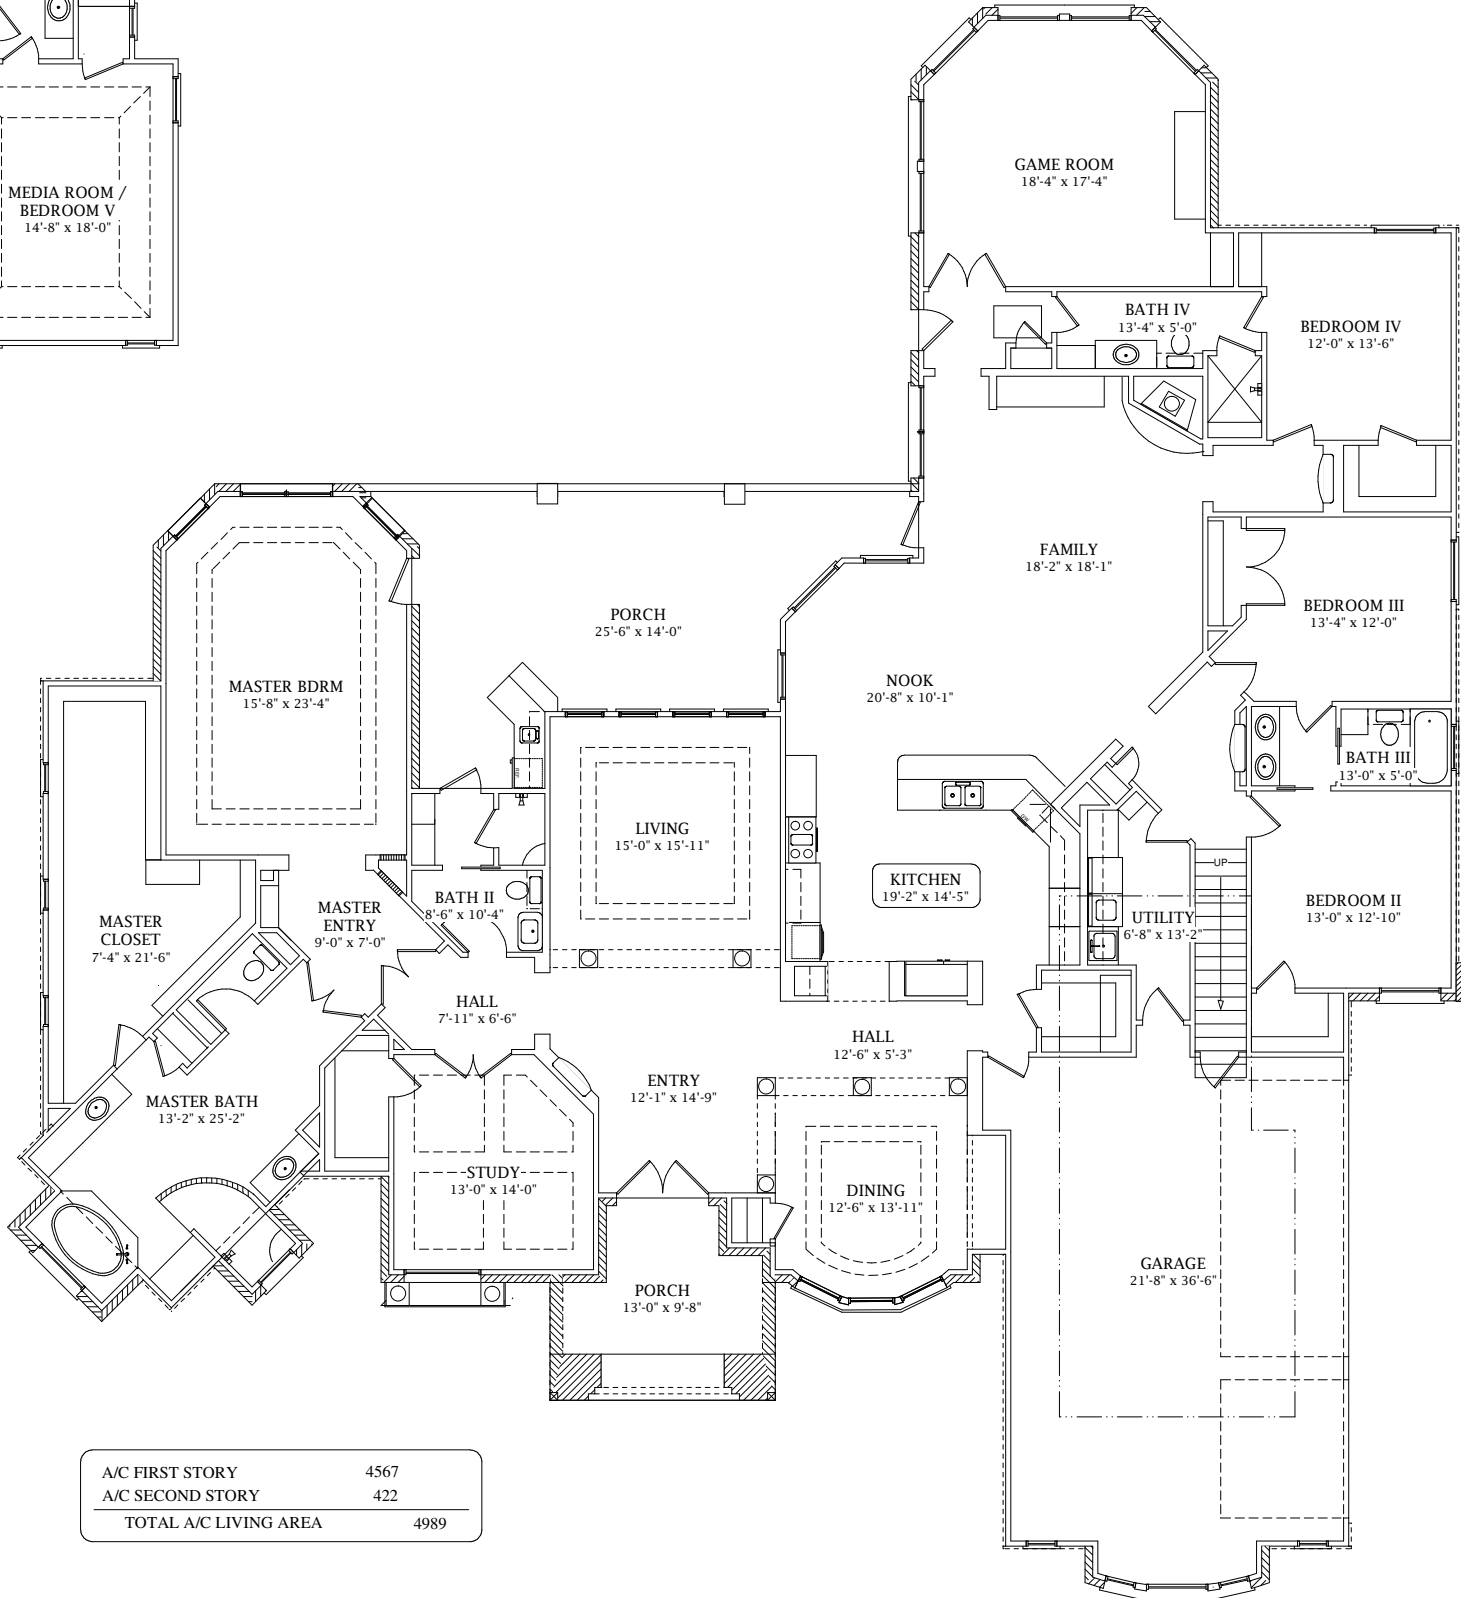 MEDIA ROOM /
BEDROOM V
14'-8" x 18'-0"
GAME ROOM
18'-4" x 17'-4"
BATH IV
13'-4" x 5'-0"
BEDROOM IV
12'-0" x 13'-6"
FAMILY
18'-2" x 18'-1"
BEDROOM III
13'-4" x 12'-0"
PORCH
25'-6" x 14'-0"
MASTER BDRM
15'-8" x 23'-4"
NOOK
20'-8" x 10'-1"
BATH III
13'-0" x 5'-0"
LIVING
15'-0" x 15'-11"
KITCHEN
19'-2" x 14'-5"
UP
BATH II
8'-6" x 10'-4"
MASTER
ENTRY
9'-0" x 7'-0"
MASTER
CLOSET
7'-4" x 21'-6"
UTILITY
6'-8" x 13'-2"
BEDROOM II
13'-0" x 12'-10"
HALL
7'-11" x 6'-6"
HALL
12'-6" x 5'-3"
ENTRY
12'-1" x 14'-9"
MASTER BATH
13'-2" x 25'-2"
STUDY
13'-0" x 14'-0"
DINING
12'-6" x 13'-11"
PORCH
13'-0" x 9'-8"
GARAGE
21'-8" x 36'-6"
A/C FIRST STORY 4567
A/C SECOND STORY 422
TOTAL A/C LIVING AREA 4989